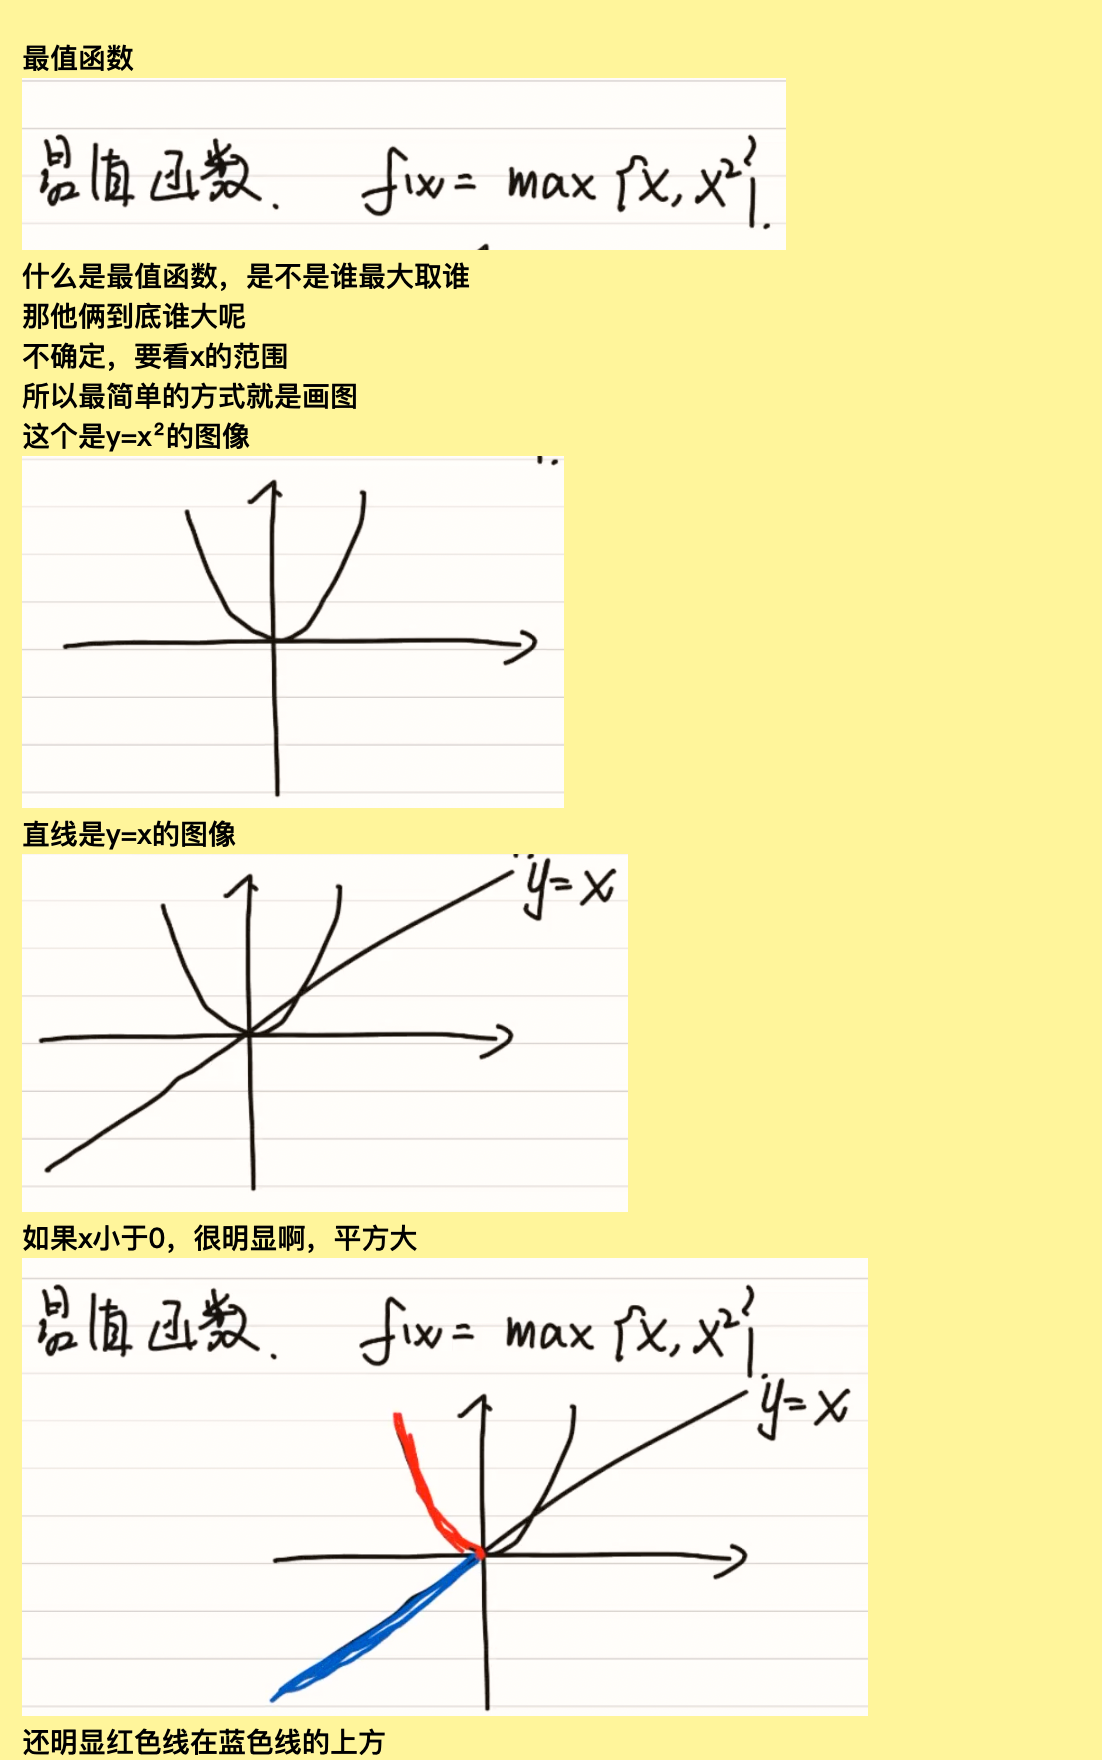 最值函数
最值函数. f(x)= max {x, x²}.
什么是最值函数，是不是谁最大取谁
那他俩到底谁大呢
不确定，要看x的范围
所以最简单的方式就是画图
这个是y=x²的图像
直线是y=x的图像
y=x
如果x小于0，很明显啊，平方大
最值函数. f(x)= max {x, x²}.
y=x
还明显红色线在蓝色线的上方